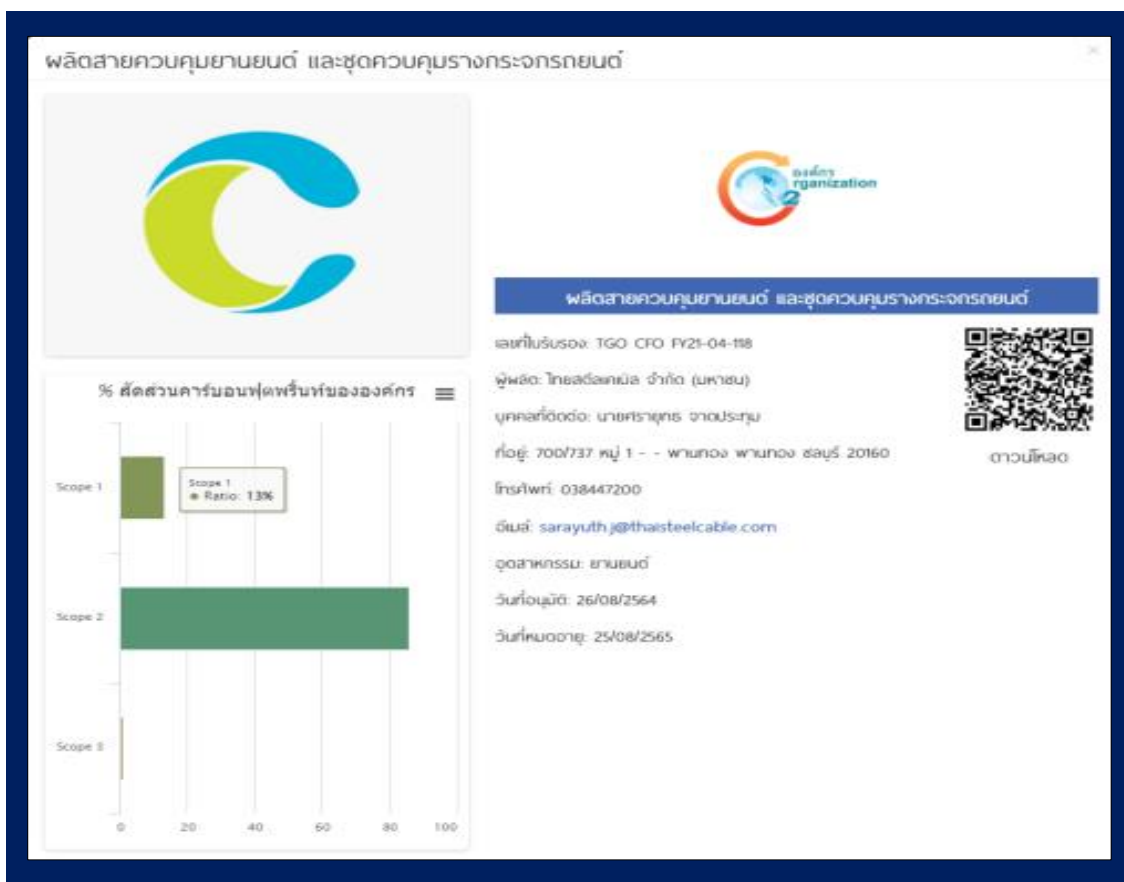 ผลิตสายควบคุมยานยนต์ และชุดควบคุมรางกระจกรถยนต์
องค์กร
rganization
2
ผลิตสายควบคุมยานยนต์ และชุดควบคุมรางกระจกรถยนต์
เลขที่ใบรับรอง: TGO CFO FY21-04-118
ผู้ผลิต: ไทยสตีลเคเบิล จำกัด (มหาชน)
บุคคลที่ติดต่อ: นายศรายุทธ จาดประทุม
ที่อยู่: 700/737 หมู่ 1 - - พานทอง พานทอง ชลบุรี 20160
โทรศัพท์: 038447200
อีเมล์: sarayuth.j@thaisteelcable.com
อุตสาหกรรม: ยานยนต์
วันที่อนุมัติ: 26/08/2564
วันที่หมดอายุ: 25/08/2565
ดาวน์โหลด
% สัดส่วนคาร์บอนฟุตพริ้นท์ขององค์กร
Scope 1
Scope 1
Ratio: 13%
Scope 2
Scope 3
0 20 40 60 80 100